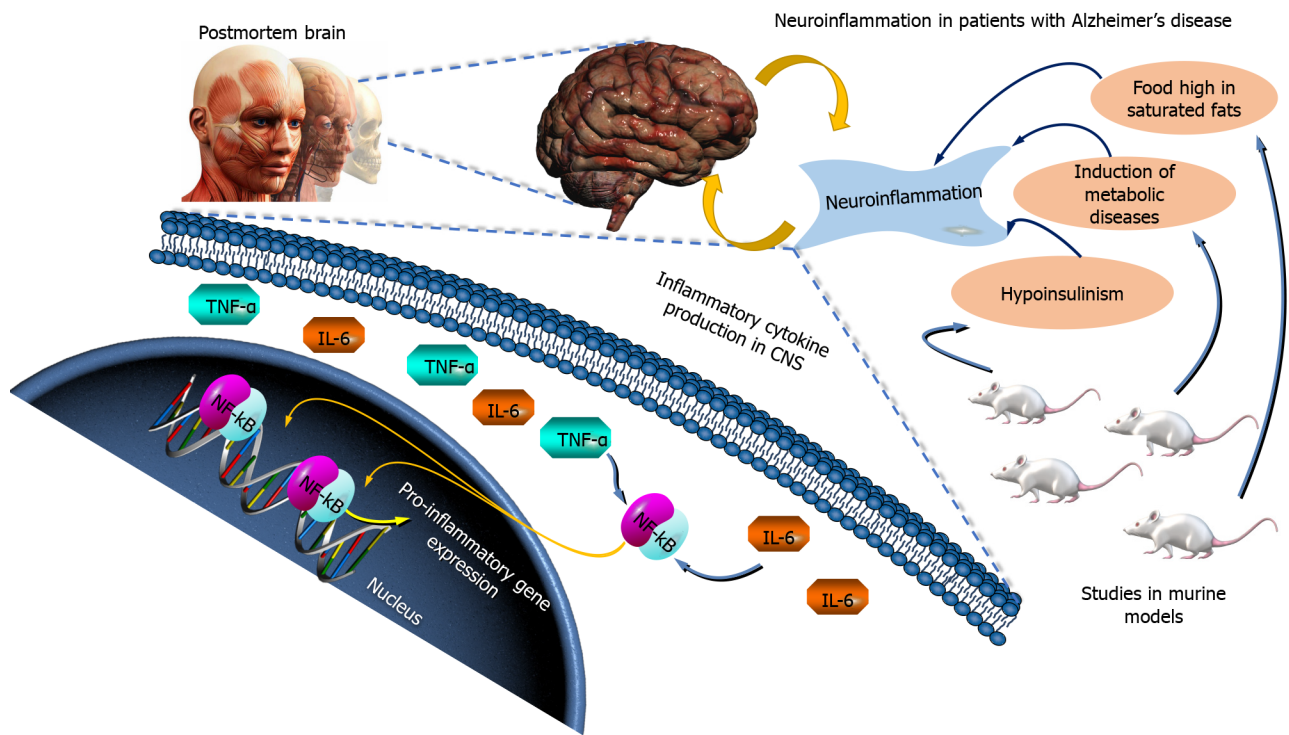 Neuroinflammation in patients with Alzheimer’s disease
Postmortem brain
Food high in
saturated fats
Induction of
metabolic
diseases
Neuroinflammation
Hypoinsulinism
Inflammatory cytokine
production in CNS
TNF-α
IL-6
TNF-α
IL-6
TNF-α
NF-kB
NF-kB
NF-kB
IL-6
IL-6
Pro-inflammatory gene
expression
Nucleus
Studies in murine
models